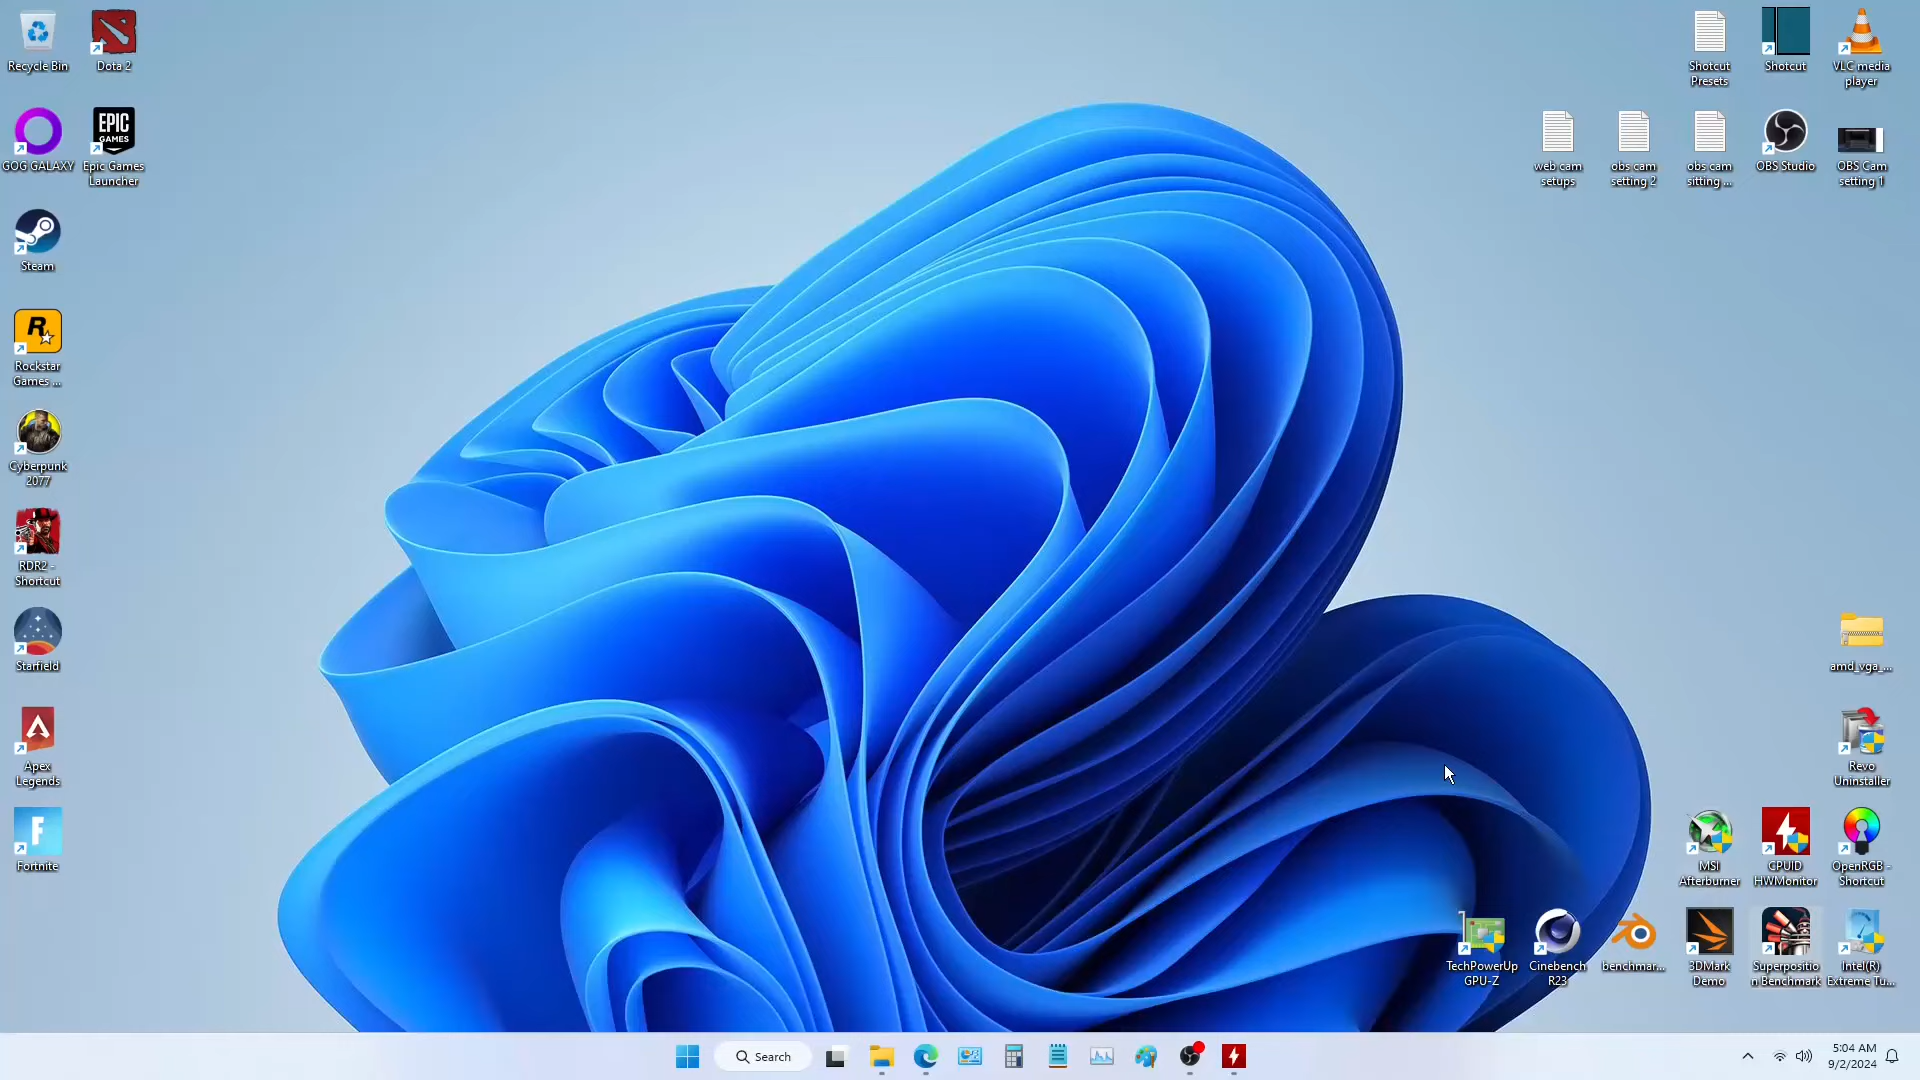 Recycle Bin
Dota 2
GOG GALAXY
EPIC
GAMES
Epic Games
Launcher
Steam
R
Rockstar
Games ...
Cyberpunk
2077
RDR2 -
Shortcut
Starfield
Apex
Legends
F
Fortnite
Shotcut
Presets
Shotcut
VLC media
player
web cam
setups
obs cam
setting 2
obs cam
sitting ...
OBS Studio
OBS Cam
setting 1
amd_vga_...
Revo
Uninstaller
MSI
Afterburner
CPUID
HWMonitor
OpenRGB -
Shortcut
TechPowerUp
GPU-Z
Cinebench
R23
benchmar...
3DMark
Demo
Superpositio
n Benchmark
Intel(R)
Extreme Tu...
Search
5:04 AM
9/2/2024